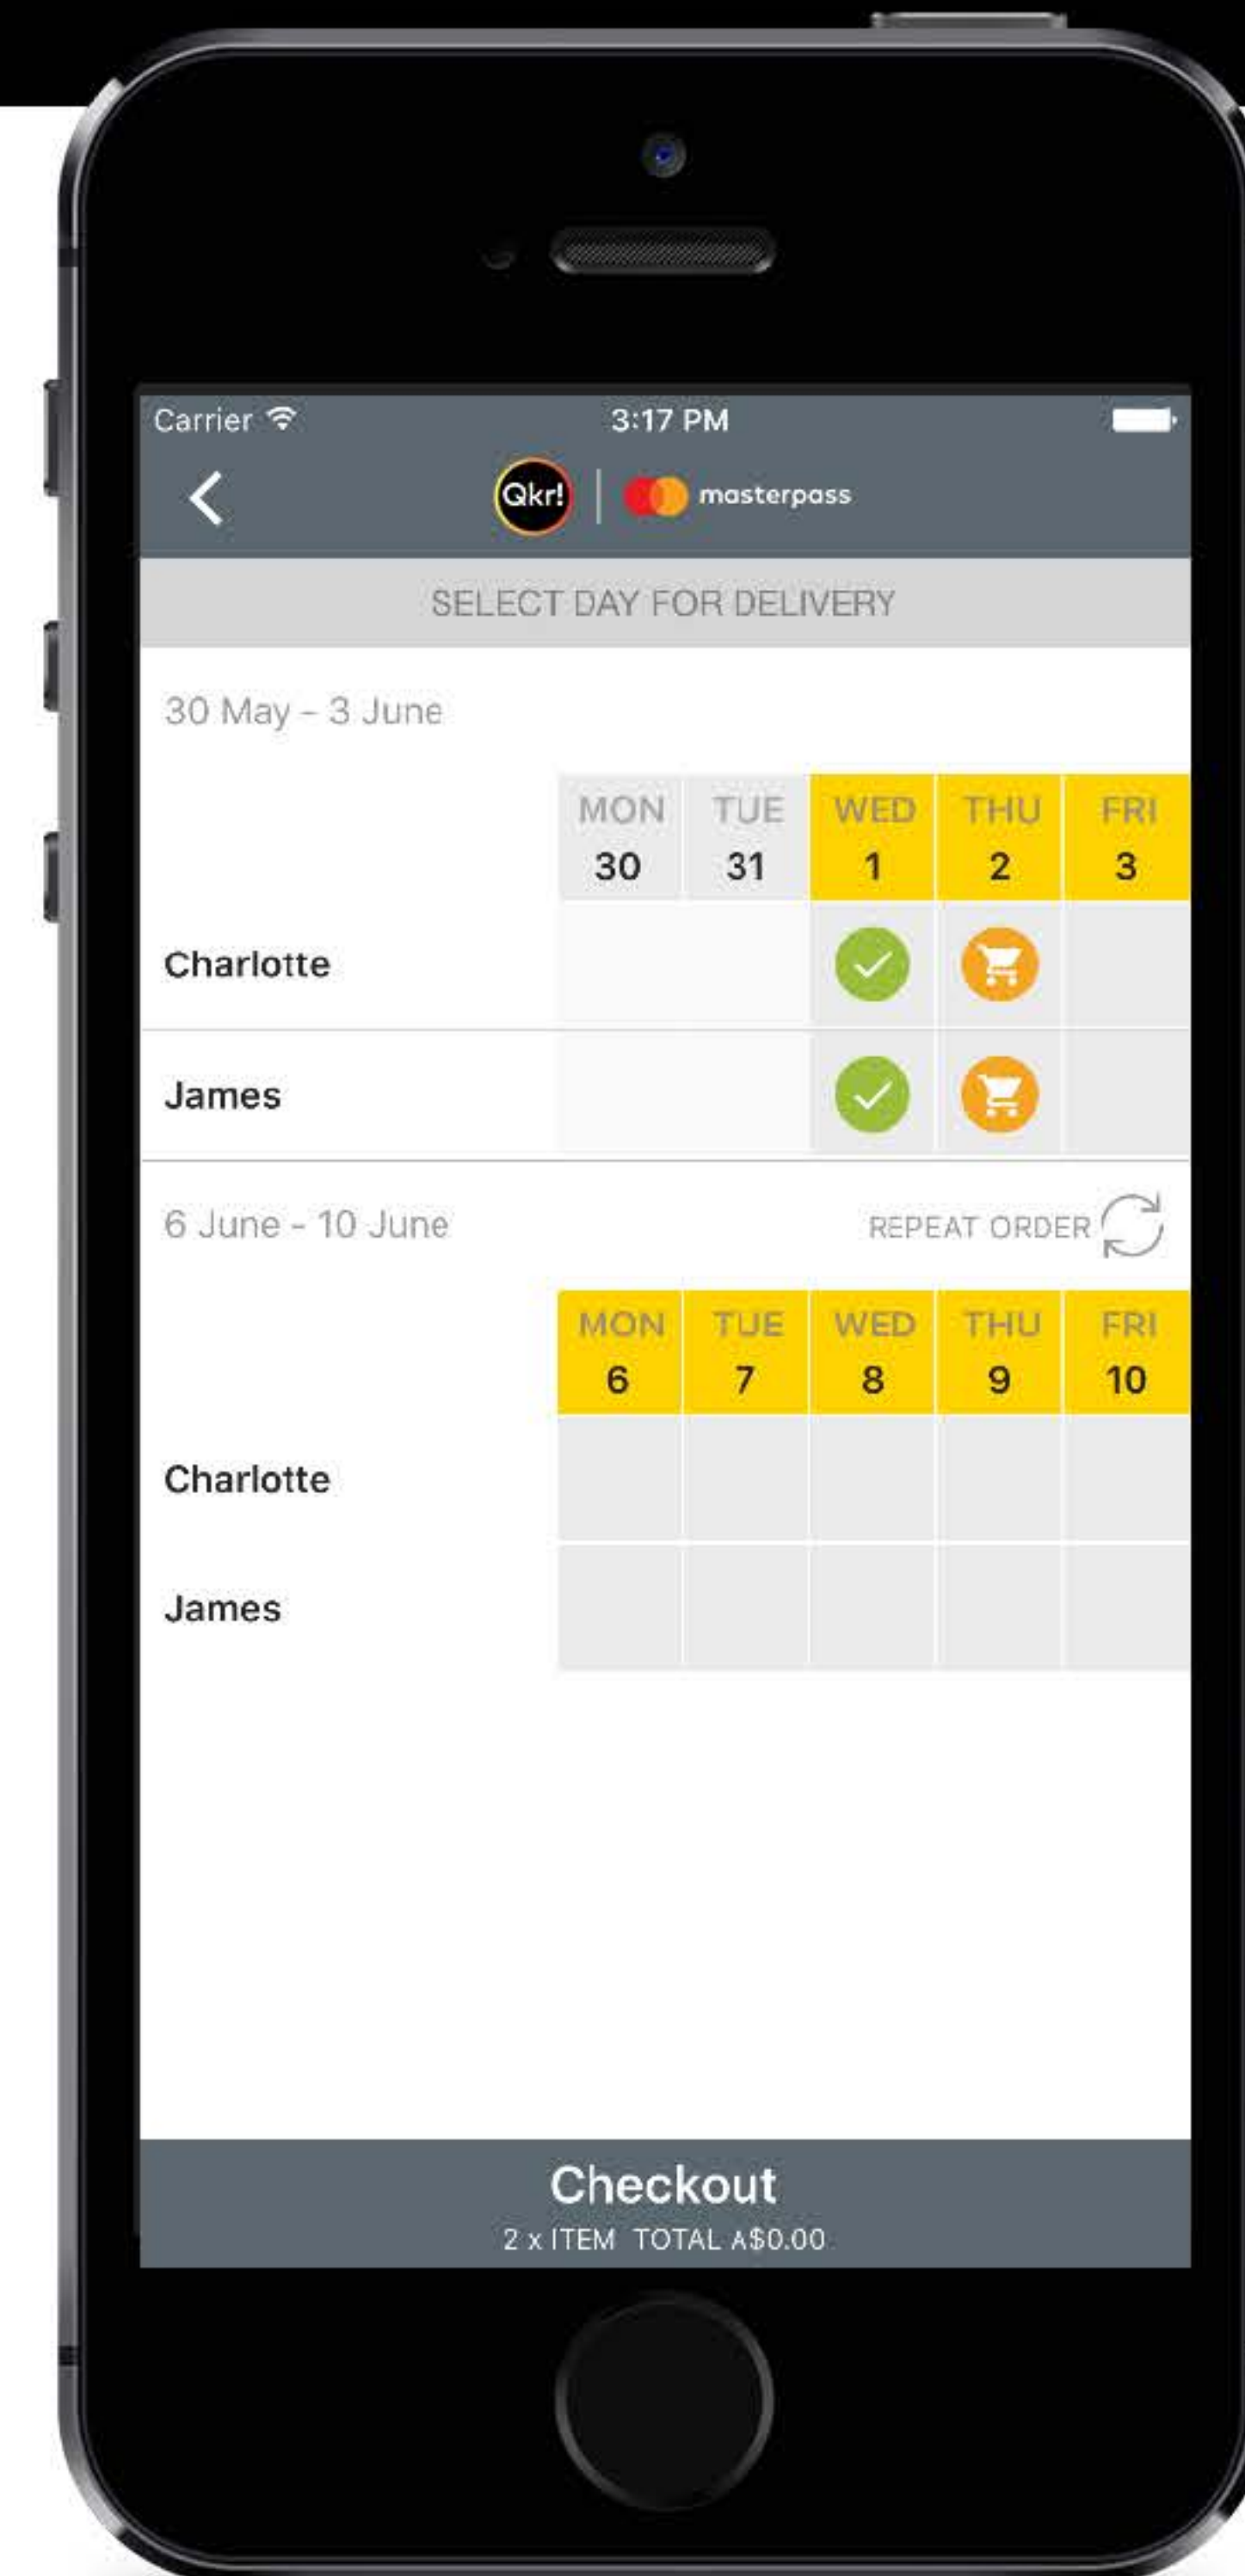 Carrier 3:17 PM
Qkr! masterpass
SELECT DAY FOR DELIVERY
30 May - 3 June
MON TUE WED THU FRI
30 31 1 2 3
Charlotte
James
6 June - 10 June REPEAT ORDER
MON TUE WED THU FRI
6 7 8 9 10
Charlotte
James
Checkout
2 x ITEM TOTAL A$0.00